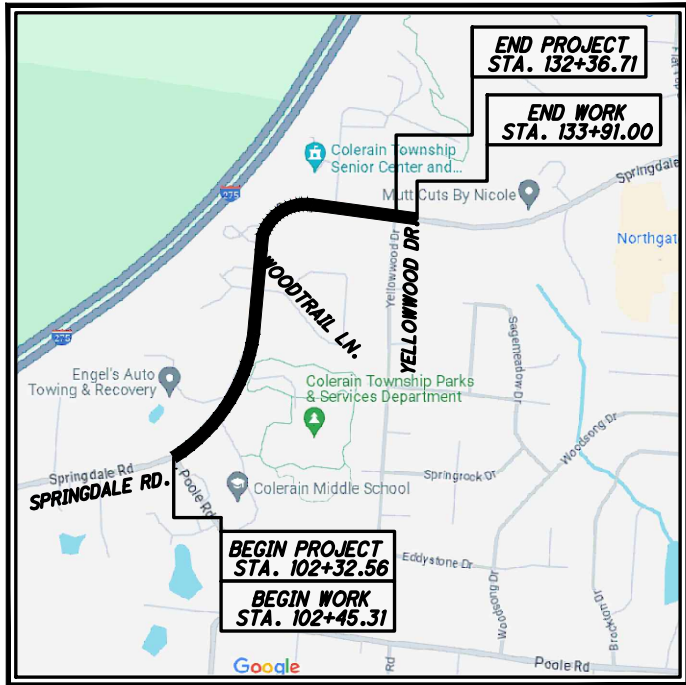 END PROJECT
STA. 132+36.71
END WORK
STA. 133+91.00
Colerain Township
Senior Center and...
275
Mutt Cuts By Nicole
Springdale
Northgat
Yellowwood Dr
YELLOWWOOD DR.
WOODTRAIL LN.
275
Sagemeadow Dr
Engel's Auto
Towing & Recovery
Colerain Township Parks
& Services Department
Woodsong Dr
Springdale Rd
SPRINGDALE RD.
Poole Rd
Colerain Middle School
Springrock Dr
BEGIN PROJECT
STA. 102+32.56
BEGIN WORK
STA. 102+45.31
Eddystone Dr
Woodsong Dr
Brockton Dr
Google
Rd
Poole Rd